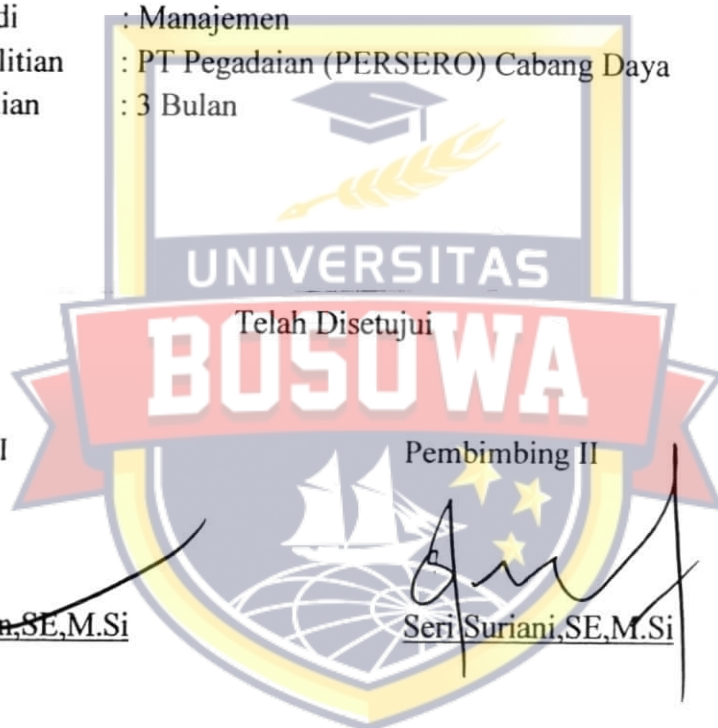 di : Manajemen
litian : PT Pegadaian (PERSERO) Cabang Daya
ian : 3 Bulan
UNIVERSITAS
Telah Disetujui
BOSOWA
I Pembimbing II
n,SE,M.Si Seri Suriani,SE,M.Si